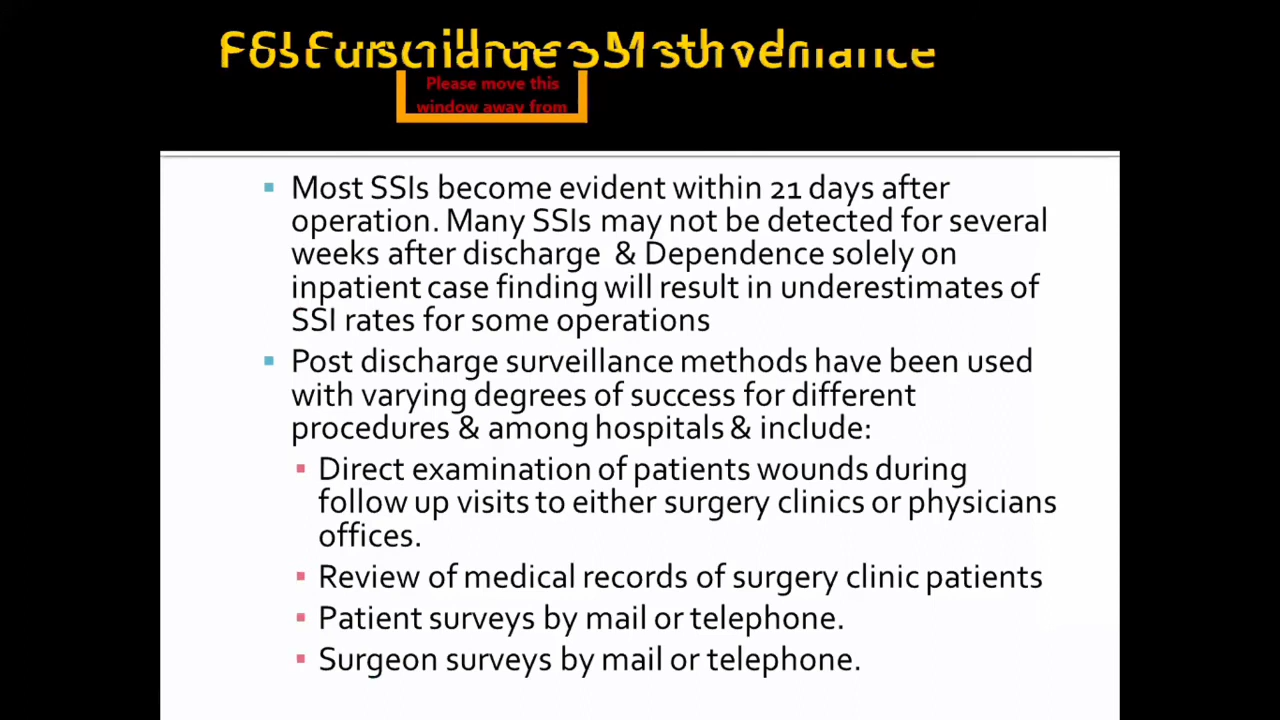 Please move this
window away from
Most SSIs become evident within 21 days after
operation. Many SSIs may not be detected for several
weeks after discharge & Dependence solely on
inpatient case finding will result in underestimates of
SSI rates for some operations
Post discharge surveillance methods have been used
with varying degrees of success for different
procedures & among hospitals & include:
Direct examination of patients wounds during
follow up visits to either surgery clinics or physicians
offices.
Review of medical records of surgery clinic patients
Patient surveys by mail or telephone.
Surgeon surveys by mail or telephone.